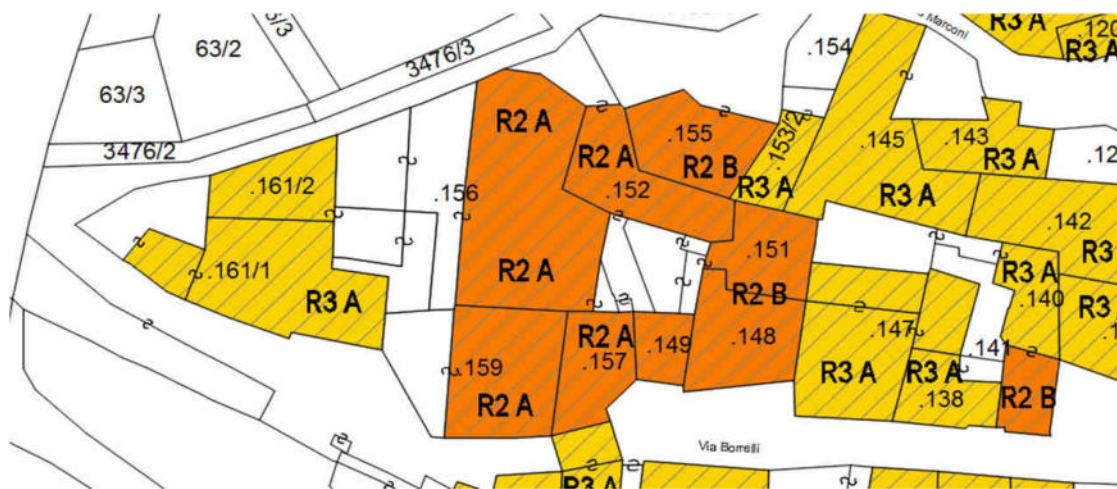 63/2
63/3
3476/3
3476/2
Marconi
R3 A
.120
R3 A
.154
R2 A
.155
.153/2
.145
.143
R3 A
R2 A
R2 B
.161/2
.156
.152
R3 A
R3 A
.142
.151
R3
.161/1
R2 A
R3 A
R3 A
R2 B
.140
R3
R2 A
.149
.148
.147
.141
.157
.159
R3 A
R3 A
R2 A
.138
R2 B
Via Borrelli
R3 A